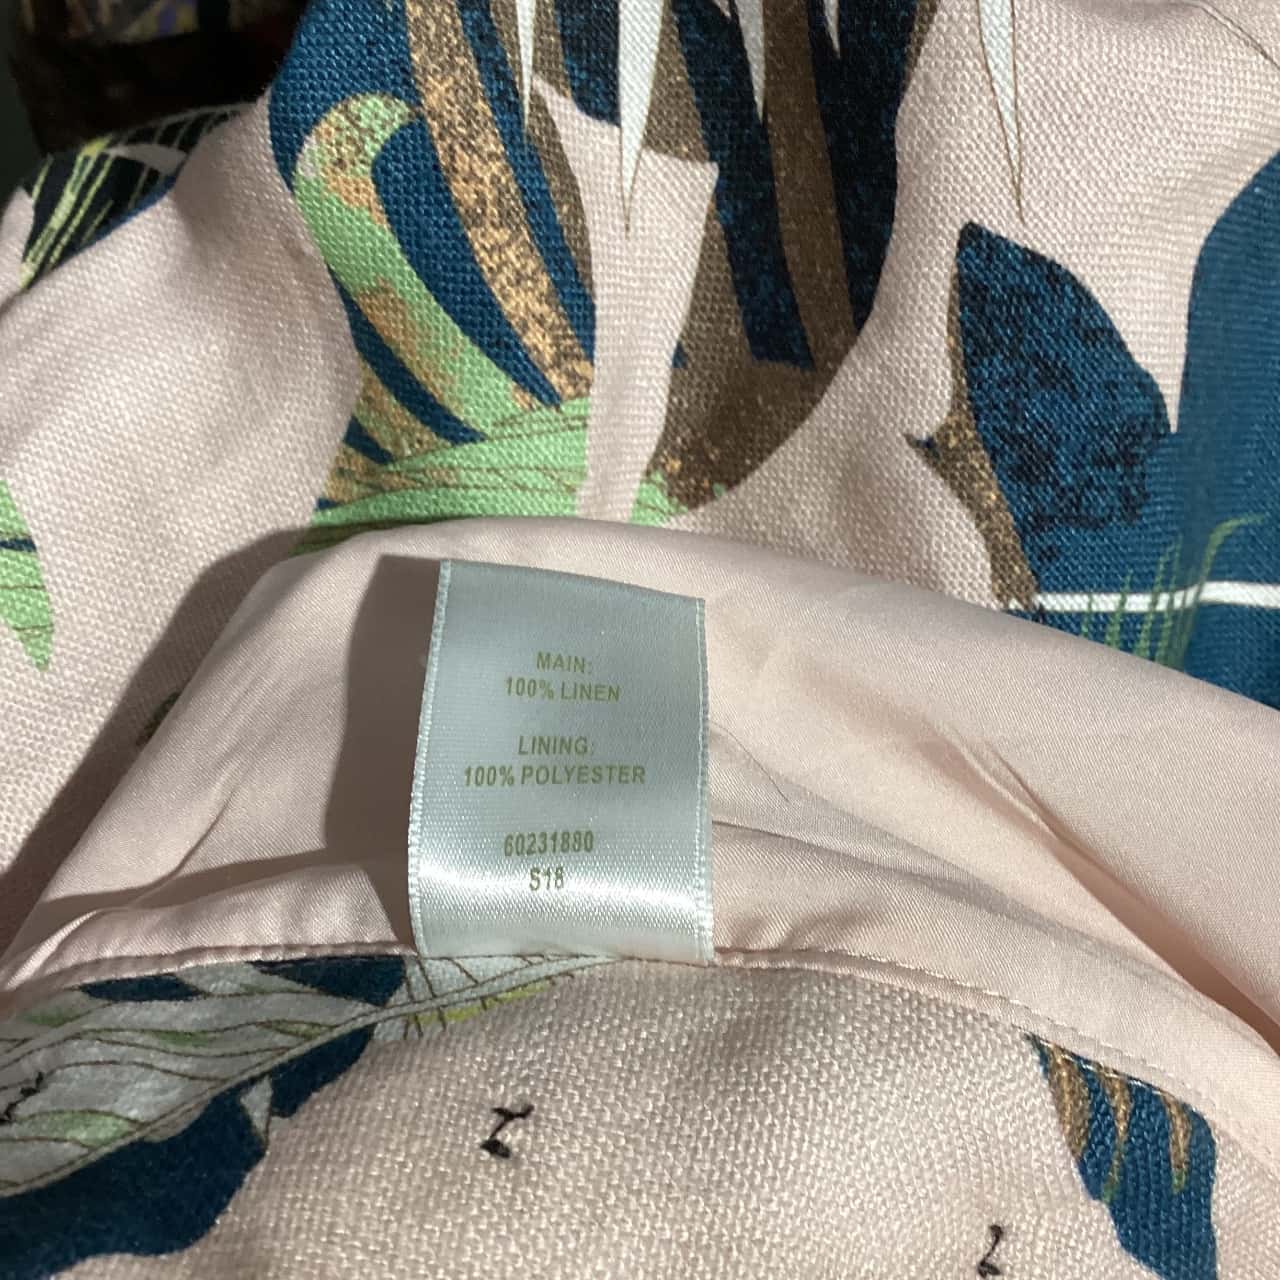 MAIN:
100% LINEN
LINING:
100% POLYESTER
60231880
S18